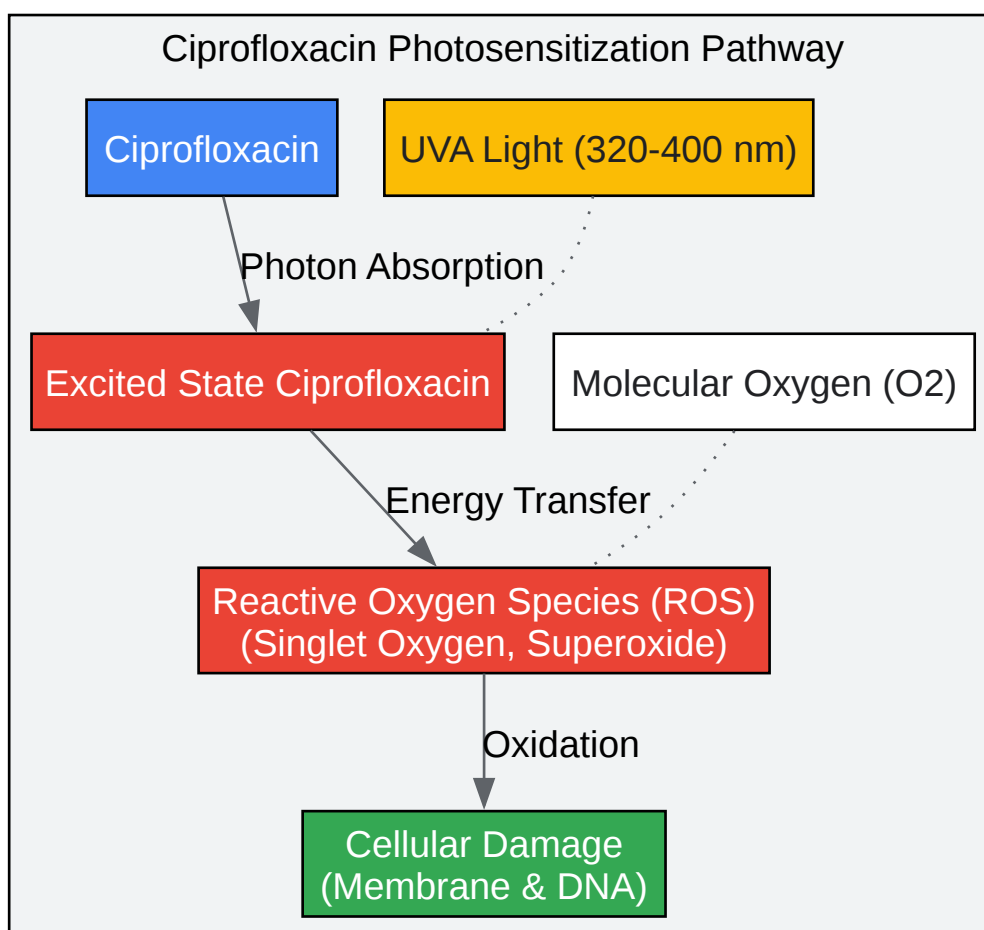 Ciprofloxacin Photosensitization Pathway
Ciprofloxacin
UVA Light (320-400 nm)
Photon Absorption
Excited State Ciprofloxacin
Molecular Oxygen (O2)
Energy Transfer
Reactive Oxygen Species (ROS)
(Singlet Oxygen, Superoxide)
Oxidation
Cellular Damage
(Membrane & DNA)